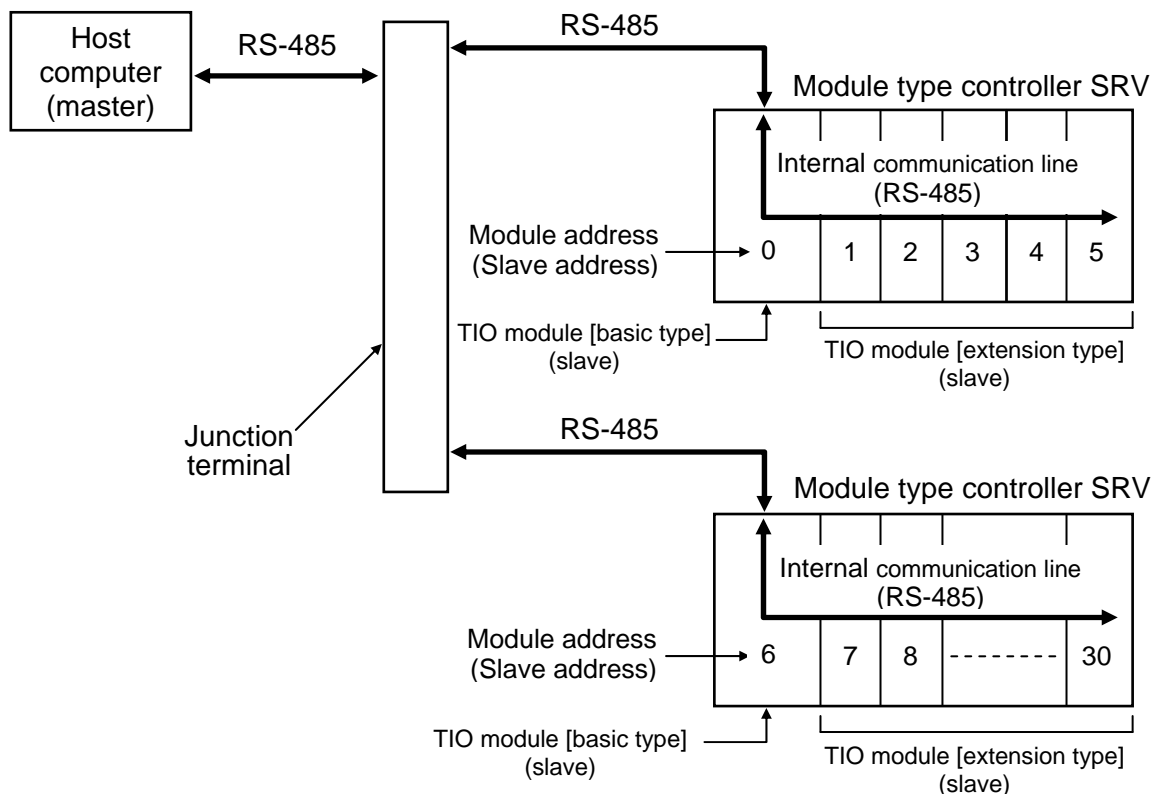 Host
computer
(master)
RS-485
RS-485
Module type controller SRV
Internal communication line
(RS-485)
Module address
(Slave address)
0 1 2 3 4 5
TIO module [basic type]
(slave)
TIO module [extension type]
(slave)
Junction
terminal
RS-485
Module type controller SRV
Internal communication line
(RS-485)
Module address
(Slave address)
6 7 8 30
TIO module [basic type]
(slave)
TIO module [extension type]
(slave)